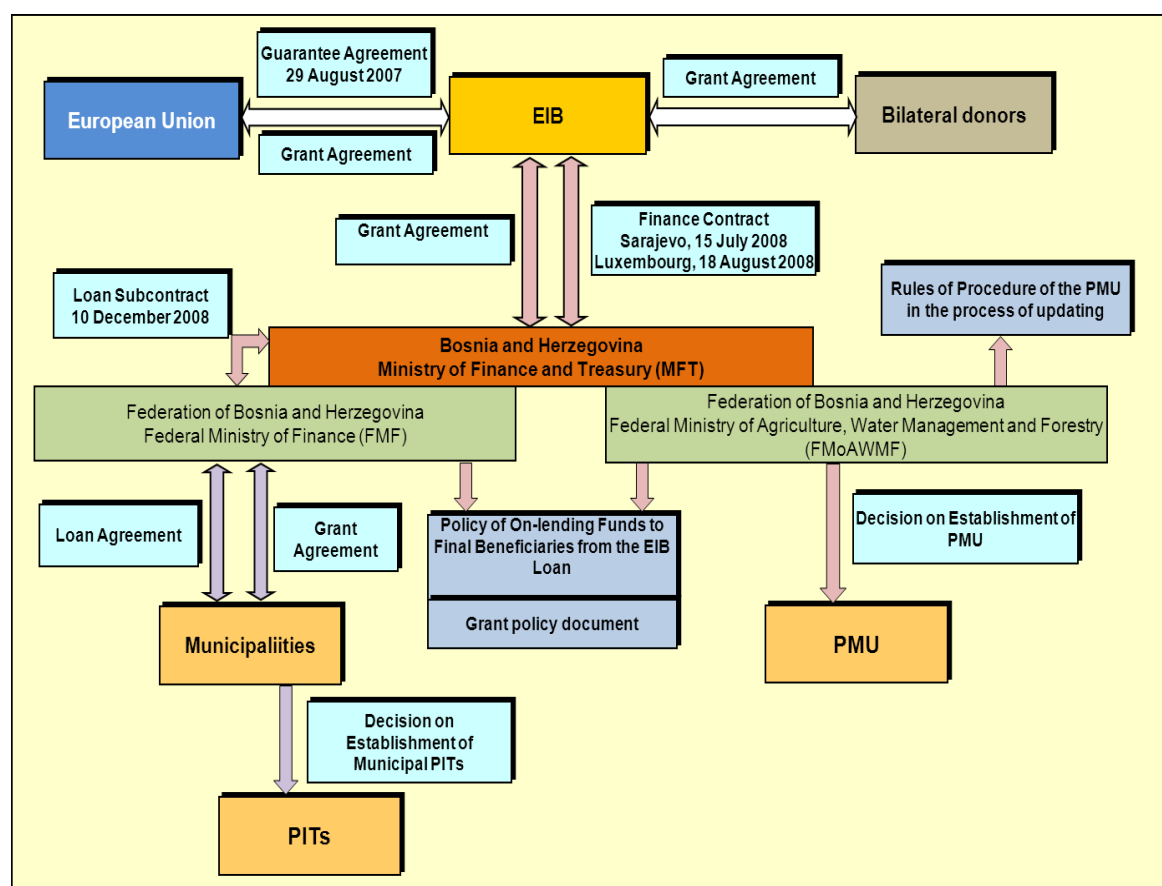 Guarantee Agreement
29 August 2007
Grant Agreement
European Union
EIB
Bilateral donors
Grant Agreement
Grant Agreement
Finance Contract
Sarajevo, 15 July 2008
Luxembourg, 18 August 2008
Loan Subcontract
10 December 2008
Rules of Procedure of the PMU
in the process of updating
Bosnia and Herzegovina
Ministry of Finance and Treasury (MFT)
Federation of Bosnia and Herzegovina
Federal Ministry of Finance (FMF)
Federation of Bosnia and Herzegovina
Federal Ministry of Agriculture, Water Management and Forestry
(FMoAWMF)
Loan Agreement
Grant
Agreement
Policy of On-lending Funds to
Final Beneficiaries from the EIB
Loan
Grant policy document
Decision on Establishment of
PMU
Municipaliities
PMU
Decision on
Establishment of
Municipal PITs
PITs